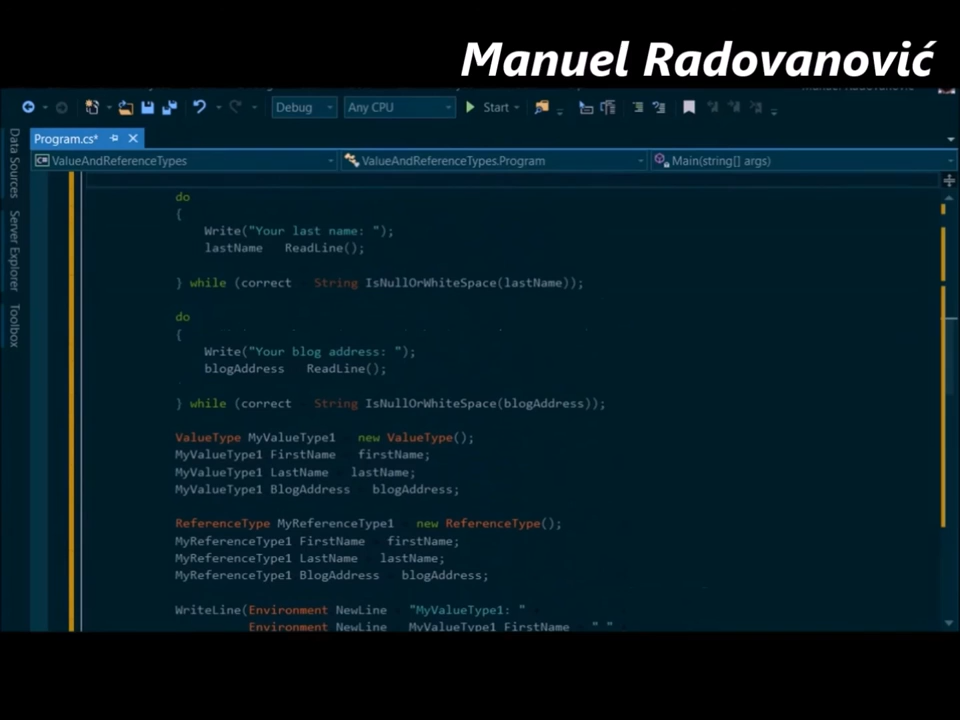 Manuel Radovanović
Debug Any CPU Start
Program.cs*
ValueAndReferenceTypes ValueAndReferenceTypes.Program Main(string[] args)
Data Sources
Server Explorer
Toolbox
do
{
Write("Your last name: ");
lastName ReadLine();
} while (correct String IsNullOrWhiteSpace(lastName));
do
{
Write("Your blog address: ");
blogAddress ReadLine();
} while (correct String IsNullOrWhiteSpace(blogAddress));
ValueType MyValueType1 new ValueType();
MyValueType1 FirstName firstName;
MyValueType1 LastName lastName;
MyValueType1 BlogAddress blogAddress;
ReferenceType MyReferenceType1 new ReferenceType();
MyReferenceType1 FirstName firstName;
MyReferenceType1 LastName lastName;
MyReferenceType1 BlogAddress blogAddress;
WriteLine(Environment NewLine "MyValueType1: "
Environment NewLine MyValueType1 FirstName " "